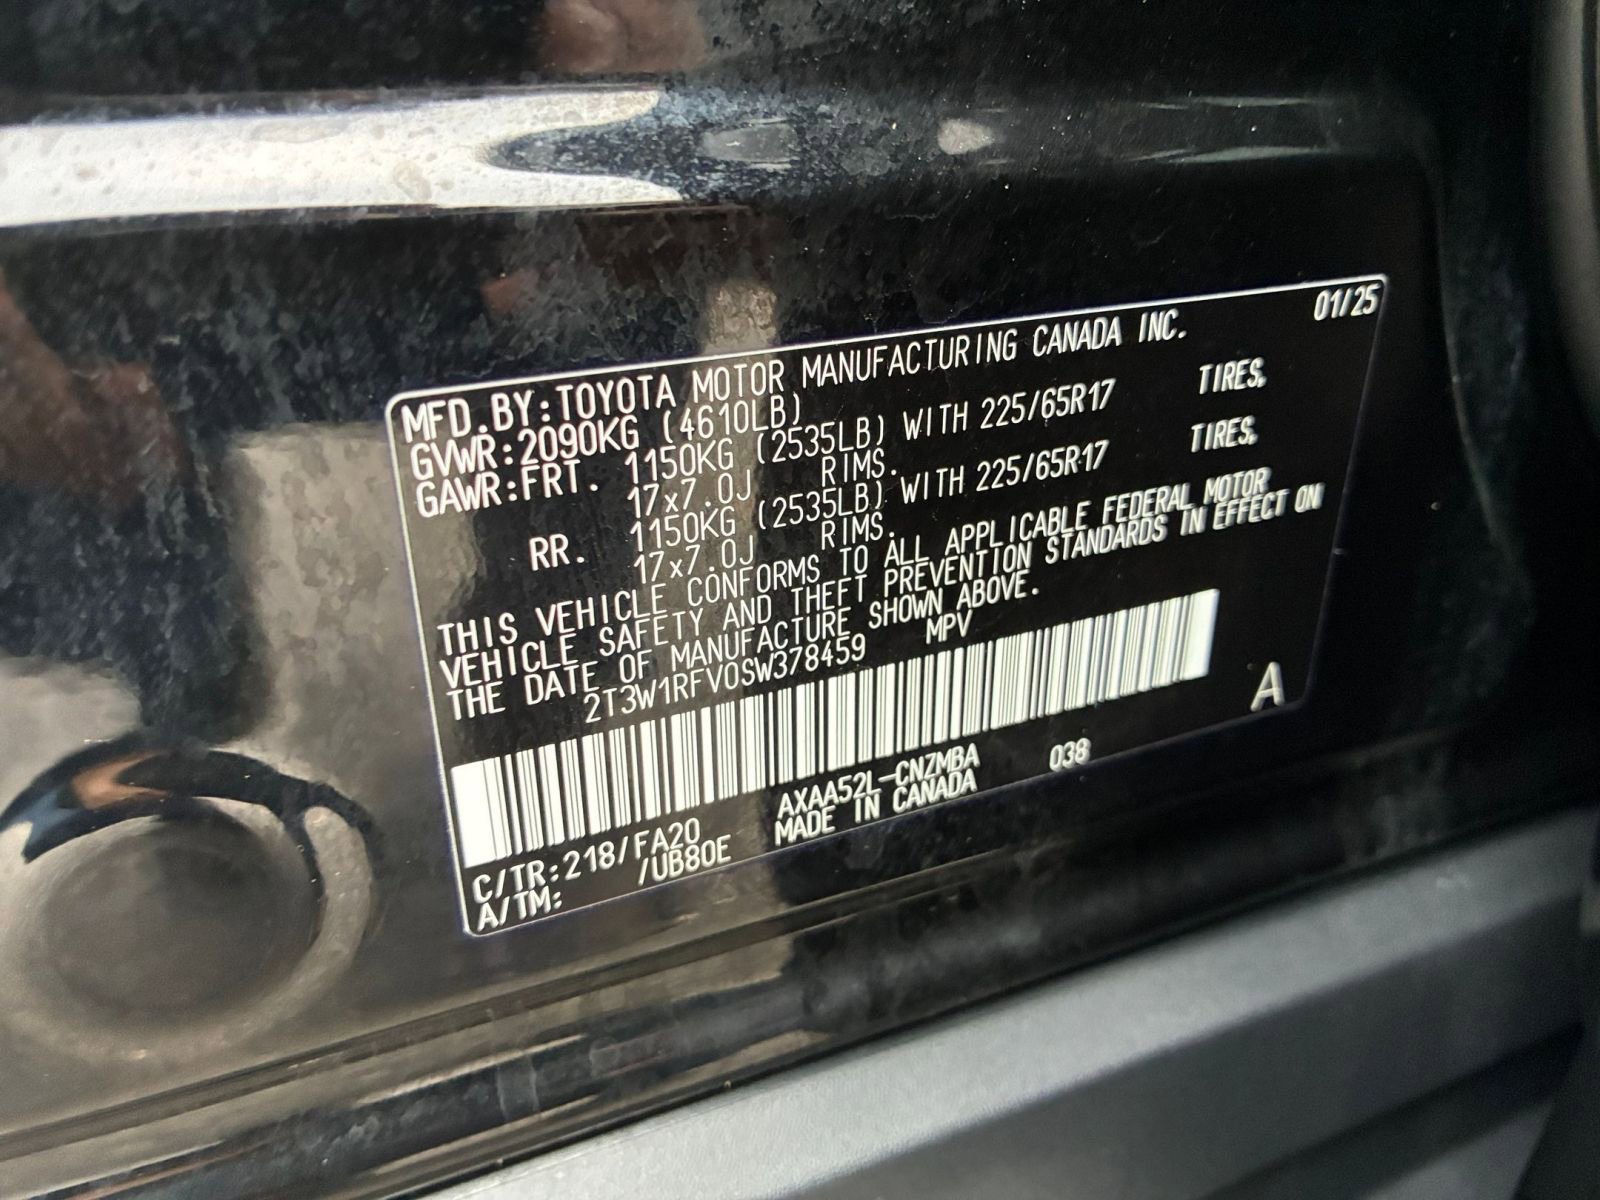 01/25
MFD.BY:TOYOTA MOTOR MANUFACTURING CANADA INC.
GVWR:2090KG (4610LB)
GAWR:FRT. 1150KG (2535LB) WITH 225/65R17 TIRES,
17x7.0J RIMS.
RR. 1150KG (2535LB) WITH 225/65R17 TIRES,
17x7.0J RIMS.
THIS VEHICLE CONFORMS TO ALL APPLICABLE FEDERAL MOTOR
VEHICLE SAFETY AND THEFT PREVENTION STANDARDS IN EFFECT ON
THE DATE OF MANUFACTURE SHOWN ABOVE.
2T3W1RFV0SW378459 MPV
A
C/TR:218/FA20 AXAA52L-CNZMBA 038
A/TM: /UB80E MADE IN CANADA